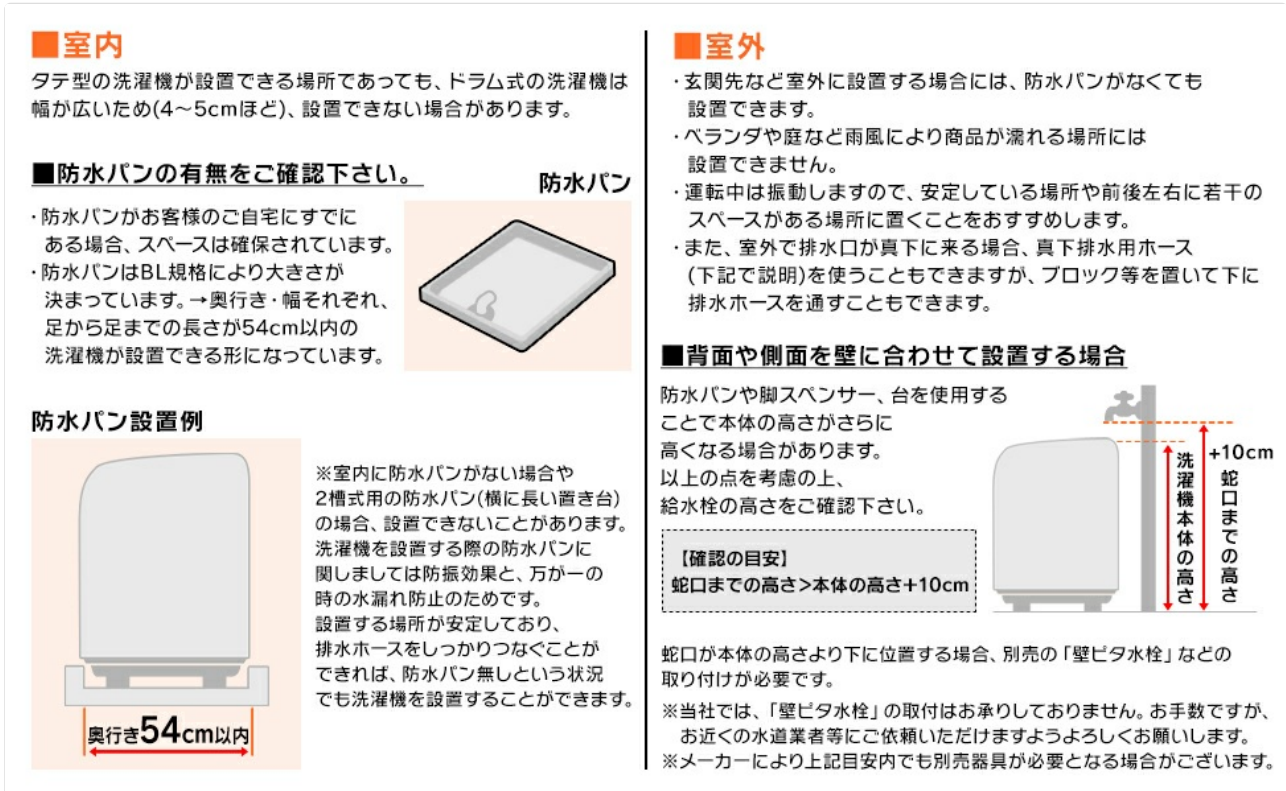 ■室内
タテ型の洗濯機が設置できる場所であっても、ドラム式の洗濯機は
幅が広いため(4〜5cmほど)、設置できない場合があります。
■防水パンの有無をご確認下さい。
防水パン
・防水パンがお客様のご自宅にすでに
ある場合、スペースは確保されています。
・防水パンはBL規格により大きさが
決まっています。→奥行き・幅それぞれ、
足から足までの長さが54cm以内の
洗濯機が設置できる形になっています。
防水パン設置例
奥行き54cm以内
※室内に防水パンがない場合や
2槽式用の防水パン(横に長い置き台)
の場合、設置できないことがあります。
洗濯機を設置する際の防水パンに
関しましては防振効果と、万が一の
時の水漏れ防止のためです。
設置する場所が安定しており、
排水ホースをしっかりつなぐことが
できれば、防水パン無しという状況
でも洗濯機を設置することができます。
■室外
・玄関先など室外に設置する場合には、防水パンがなくても
設置できます。
・ベランダや庭など雨風により商品が濡れる場所には
設置できません。
・運転中は振動しますので、安定している場所や前後左右に若干の
スペースがある場所に置くことをおすすめします。
・また、室外で排水口が真下に来る場合、真下排水用ホース
(下記で説明)を使うこともできますが、ブロック等を置いて下に
排水ホースを通すこともできます。
■背面や側面を壁に合わせて設置する場合
防水パンや脚スペンサー、台を使用する
ことで本体の高さがさらに
高くなる場合があります。
以上の点を考慮の上、
給水栓の高さをご確認下さい。
【確認の目安】
蛇口までの高さ>本体の高さ+10cm
洗濯機本体の高さ
+10cm
蛇口までの高さ
蛇口が本体の高さより下に位置する場合、別売の「壁ピタ水栓」などの
取り付けが必要です。
※当社では、「壁ピタ水栓」の取付はお承りしておりません。お手数ですが、
お近くの水道業者等にご依頼いただけますようよろしくお願いします。
※メーカーにより上記目安内でも別売器具が必要となる場合がございます。